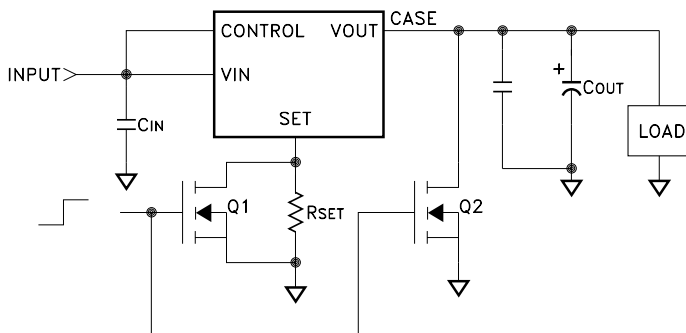 CASE
CONTROL VOUT
INPUT VIN
SET
CIN
+ COUT
LOAD
Q1 RSET Q2